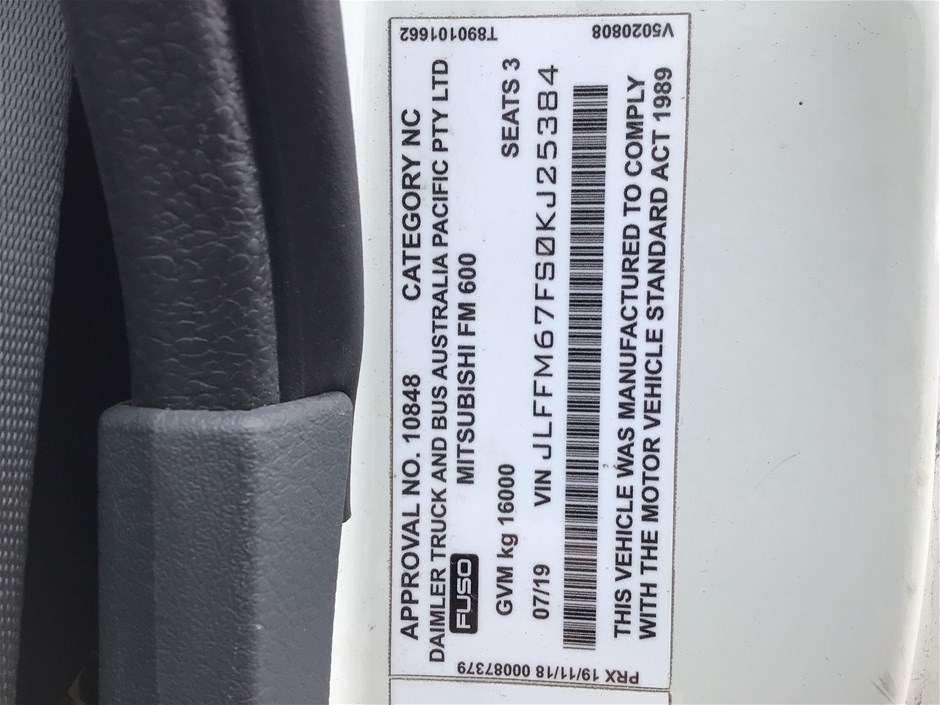 APPROVAL NO. 10848 CATEGORY NC
DAIMLER TRUCK AND BUS AUSTRALIA PACIFIC PTY LTD
FUSO MITSUBISHI FM 600
GVM kg 16000 SEATS 3
07/19 VIN JLFFM67FS0KJ25384
THIS VEHICLE WAS MANUFACTURED TO COMPLY
WITH THE MOTOR VEHICLE STANDARD ACT 1989
T890101662
V5020808
PRX 19/11/18 00087379